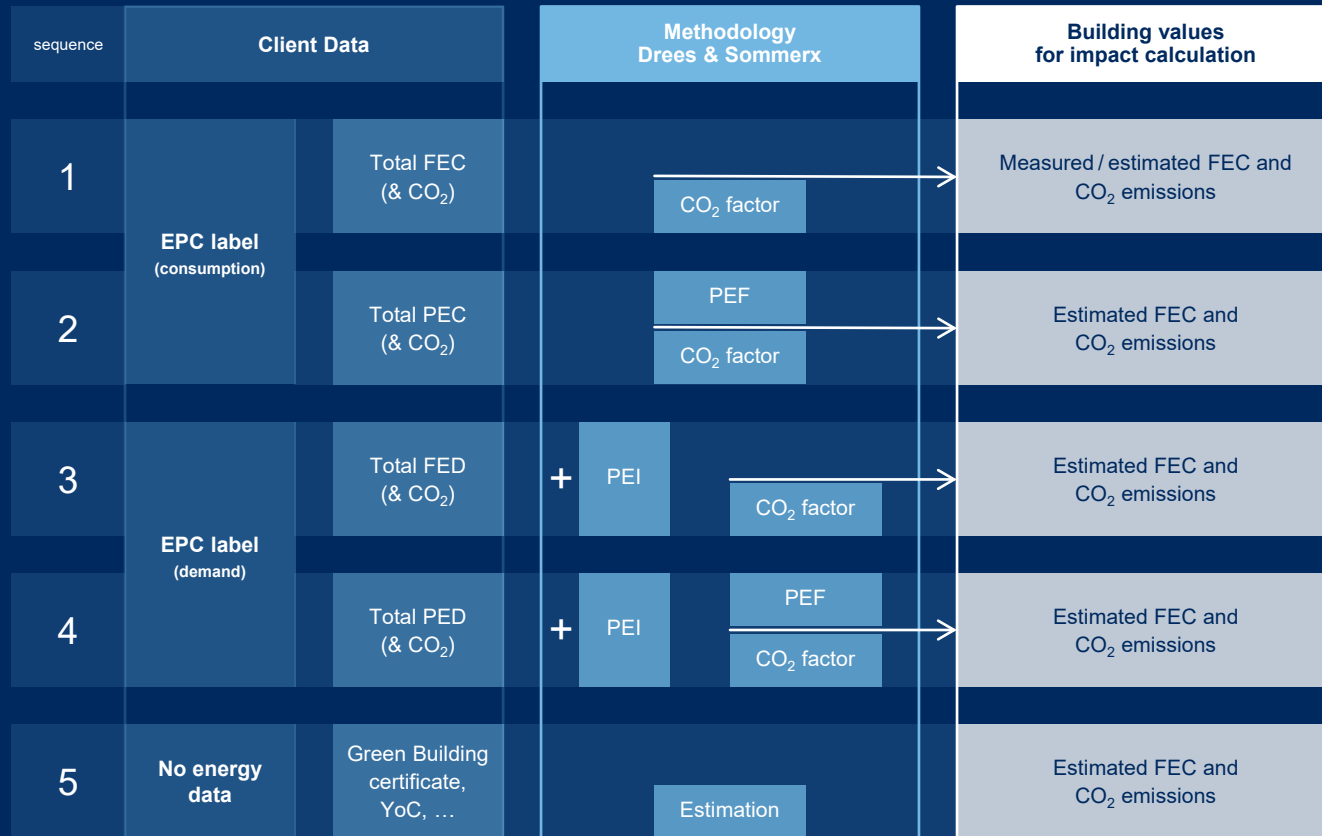 sequence
Client Data
Methodology
Drees & Sommerx
Building values
for impact calculation
1
EPC label
(consumption)
Total FEC
(& CO₂)
CO₂ factor
Measured / estimated FEC and
CO₂ emissions
2
Total PEC
(& CO₂)
PEF
CO₂ factor
Estimated FEC and
CO₂ emissions
3
EPC label
(demand)
Total FED
(& CO₂)
+
PEI
CO₂ factor
Estimated FEC and
CO₂ emissions
4
Total PED
(& CO₂)
+
PEI
PEF
CO₂ factor
Estimated FEC and
CO₂ emissions
5
No energy
data
Green Building
certificate,
YoC, …
Estimation
Estimated FEC and
CO₂ emissions